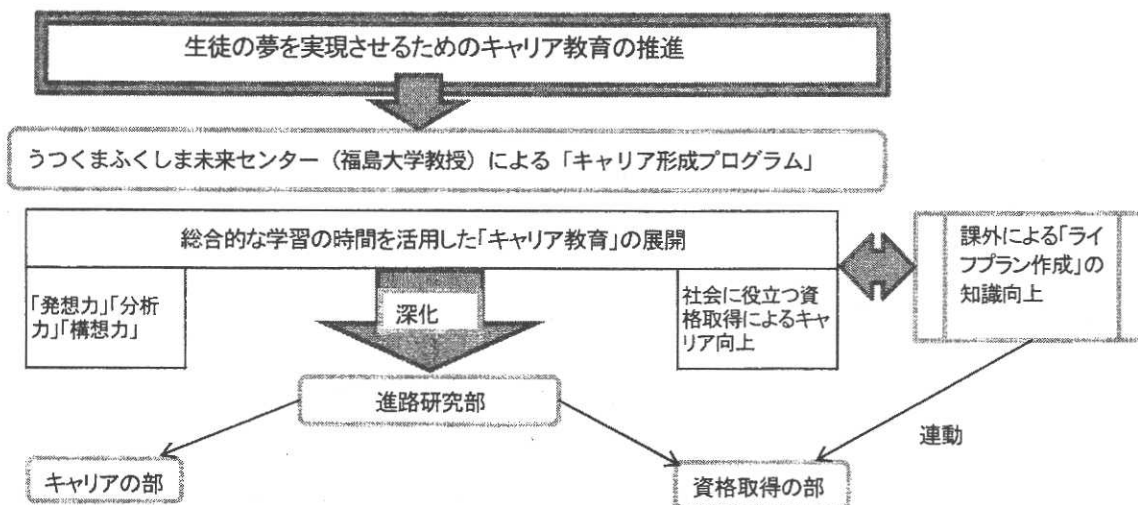 生徒の夢を実現させるためのキャリア教育の推進
うつくまふくしま未来センター（福島大学教授）による「キャリア形成プログラム」
総合的な学習の時間を活用した「キャリア教育」の展開
「発想力」「分析
力」「構想力」
深化
社会に役立つ資
格取得によるキャ
リア向上
課外による「ライ
フプラン作成」の
知識向上
進路研究部
連動
キャリアの部
資格取得の部